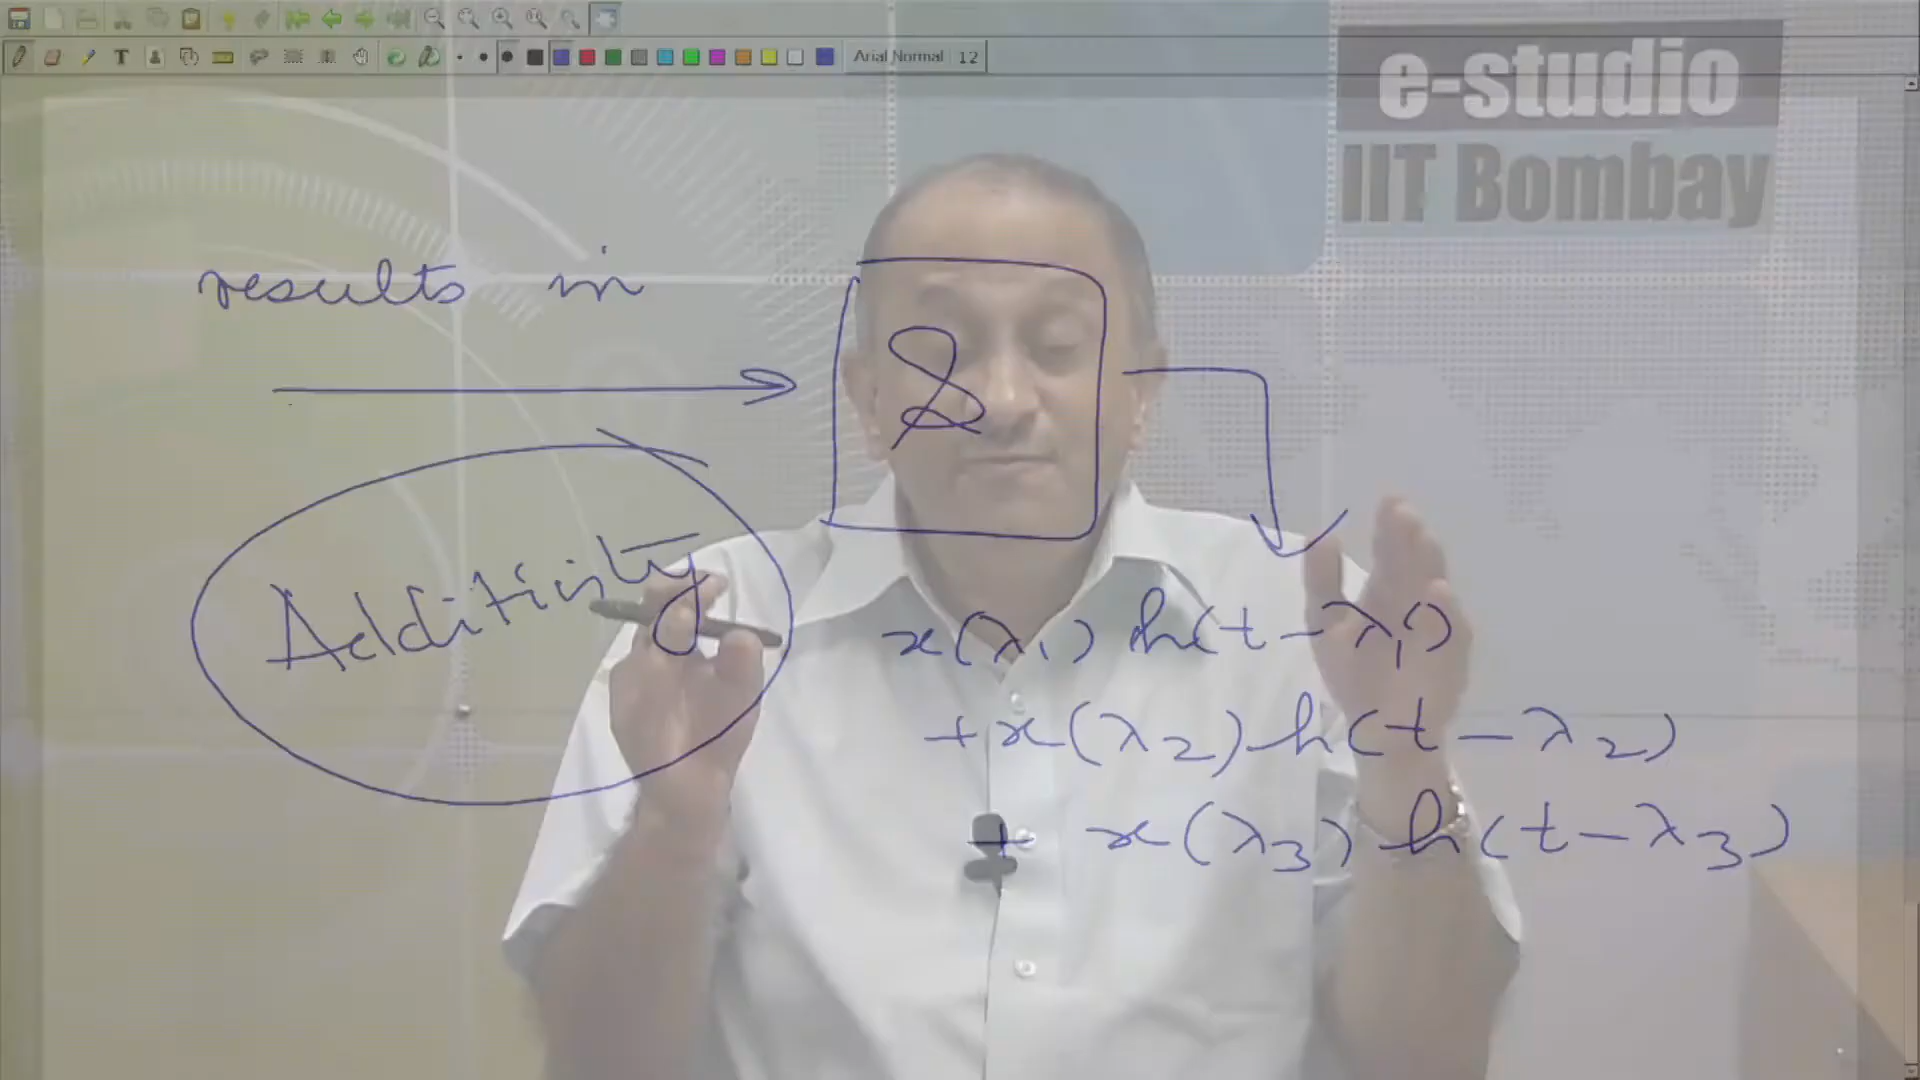 Arial Normal 12
e-studio
IIT Bombay
results in
S
Additivity
x(λ₁) h(t-λ₁)
+x(λ₂) h(t-λ₂)
+ x(λ₃) h(t-λ₃)